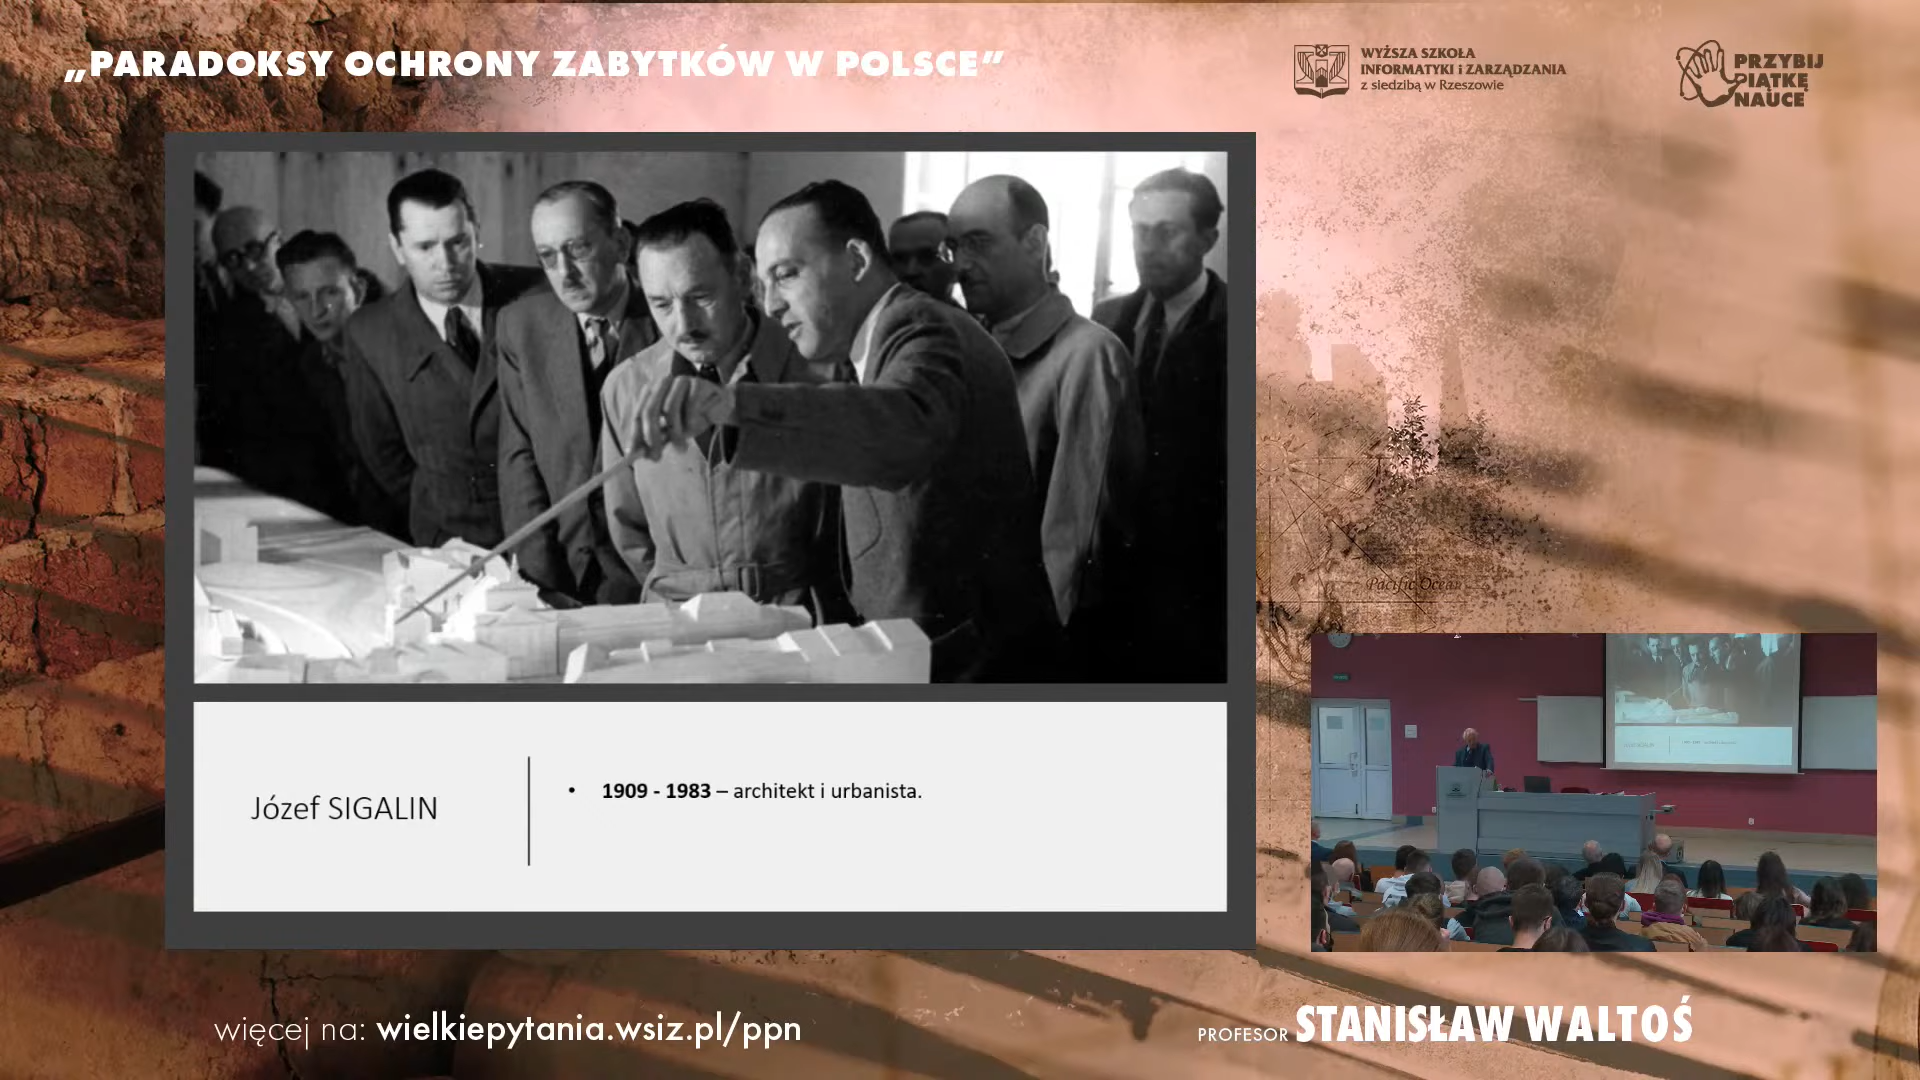 „PARADOKSY OCHRONY ZABYTKÓW W POLSCE”
WYŻSZA SZKOŁA
INFORMATYKI i ZARZĄDZANIA
z siedzibą w Rzeszowie
PRZYBIJ
PIĄTKĘ
NAUCE
Pacific Ocean
Józef SIGALIN
• 1909 - 1983 – architekt i urbanista.
więcej na: wielkiepytania.wsiz.pl/ppn
PROFESOR STANISŁAW WALTOŚ